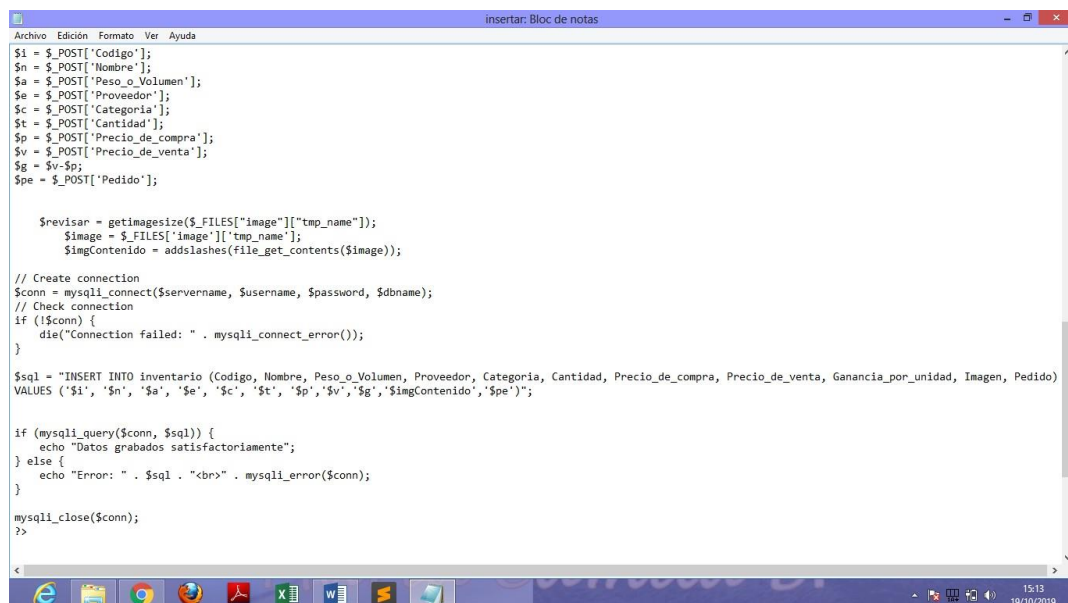 insertar: Bloc de notas
Archivo Edición Formato Ver Ayuda
$i = $_POST['Codigo'];
$n = $_POST['Nombre'];
$a = $_POST['Peso_o_Volumen'];
$e = $_POST['Proveedor'];
$c = $_POST['Categoria'];
$t = $_POST['Cantidad'];
$p = $_POST['Precio_de_compra'];
$v = $_POST['Precio_de_venta'];
$g = $v-$p;
$pe = $_POST['Pedido'];
$revisar = getimagesize($_FILES["image"]["tmp_name"]);
$image = $_FILES['image']['tmp_name'];
$imgContenido = addslashes(file_get_contents($image));
// Create connection
$conn = mysqli_connect($servername, $username, $password, $dbname);
// Check connection
if (!$conn) {
die("Connection failed: " . mysqli_connect_error());
}
$sql = "INSERT INTO inventario (Codigo, Nombre, Peso_o_Volumen, Proveedor, Categoria, Cantidad, Precio_de_compra, Precio_de_venta, Ganancia_por_unidad, Imagen, Pedido)
VALUES ('$i', '$n', '$a', '$e', '$c', '$t', '$p','$v','$g','$imgContenido','$pe')";
if (mysqli_query($conn, $sql)) {
echo "Datos grabados satisfactoriamente";
} else {
echo "Error: " . $sql . "<br>" . mysqli_error($conn);
}
mysqli_close($conn);
?>
15:13
19/10/2019